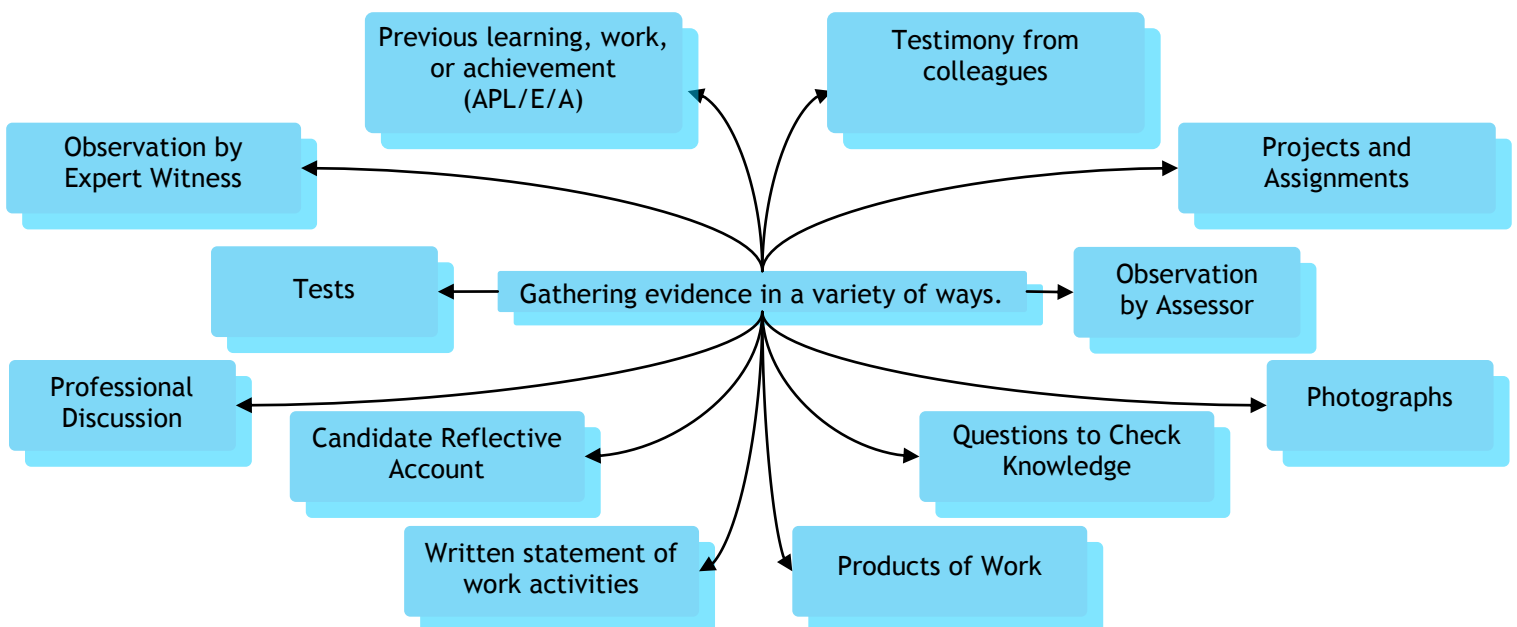 Previous learning, work,
or achievement
(APL/E/A)
Testimony from
colleagues
Observation by
Expert Witness
Projects and
Assignments
Tests
Gathering evidence in a variety of ways.
Observation
by Assessor
Professional
Discussion
Photographs
Candidate Reflective
Account
Questions to Check
Knowledge
Written statement of
work activities
Products of Work